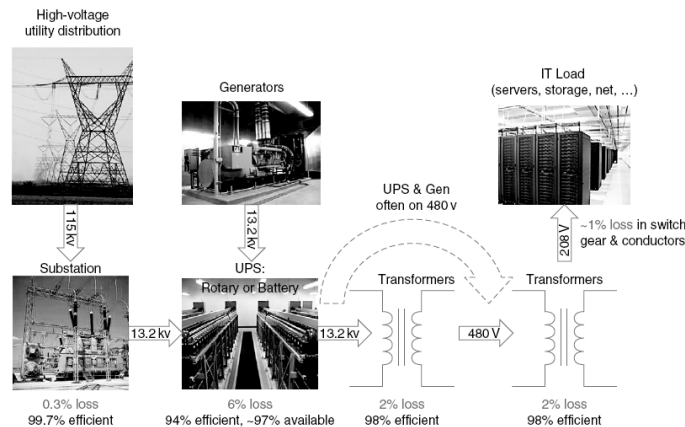 High-voltage
utility distribution
Generators
IT Load
(servers, storage, net, ...)
UPS & Gen
often on 480 v
115 kv
13.2 kv
208 V
~1% loss in switch
gear & conductors
Substation
UPS:
Rotary or Battery
Transformers
Transformers
13.2 kv
13.2 kv
480 V
0.3% loss
99.7% efficient
6% loss
94% efficient, ~97% available
2% loss
98% efficient
2% loss
98% efficient